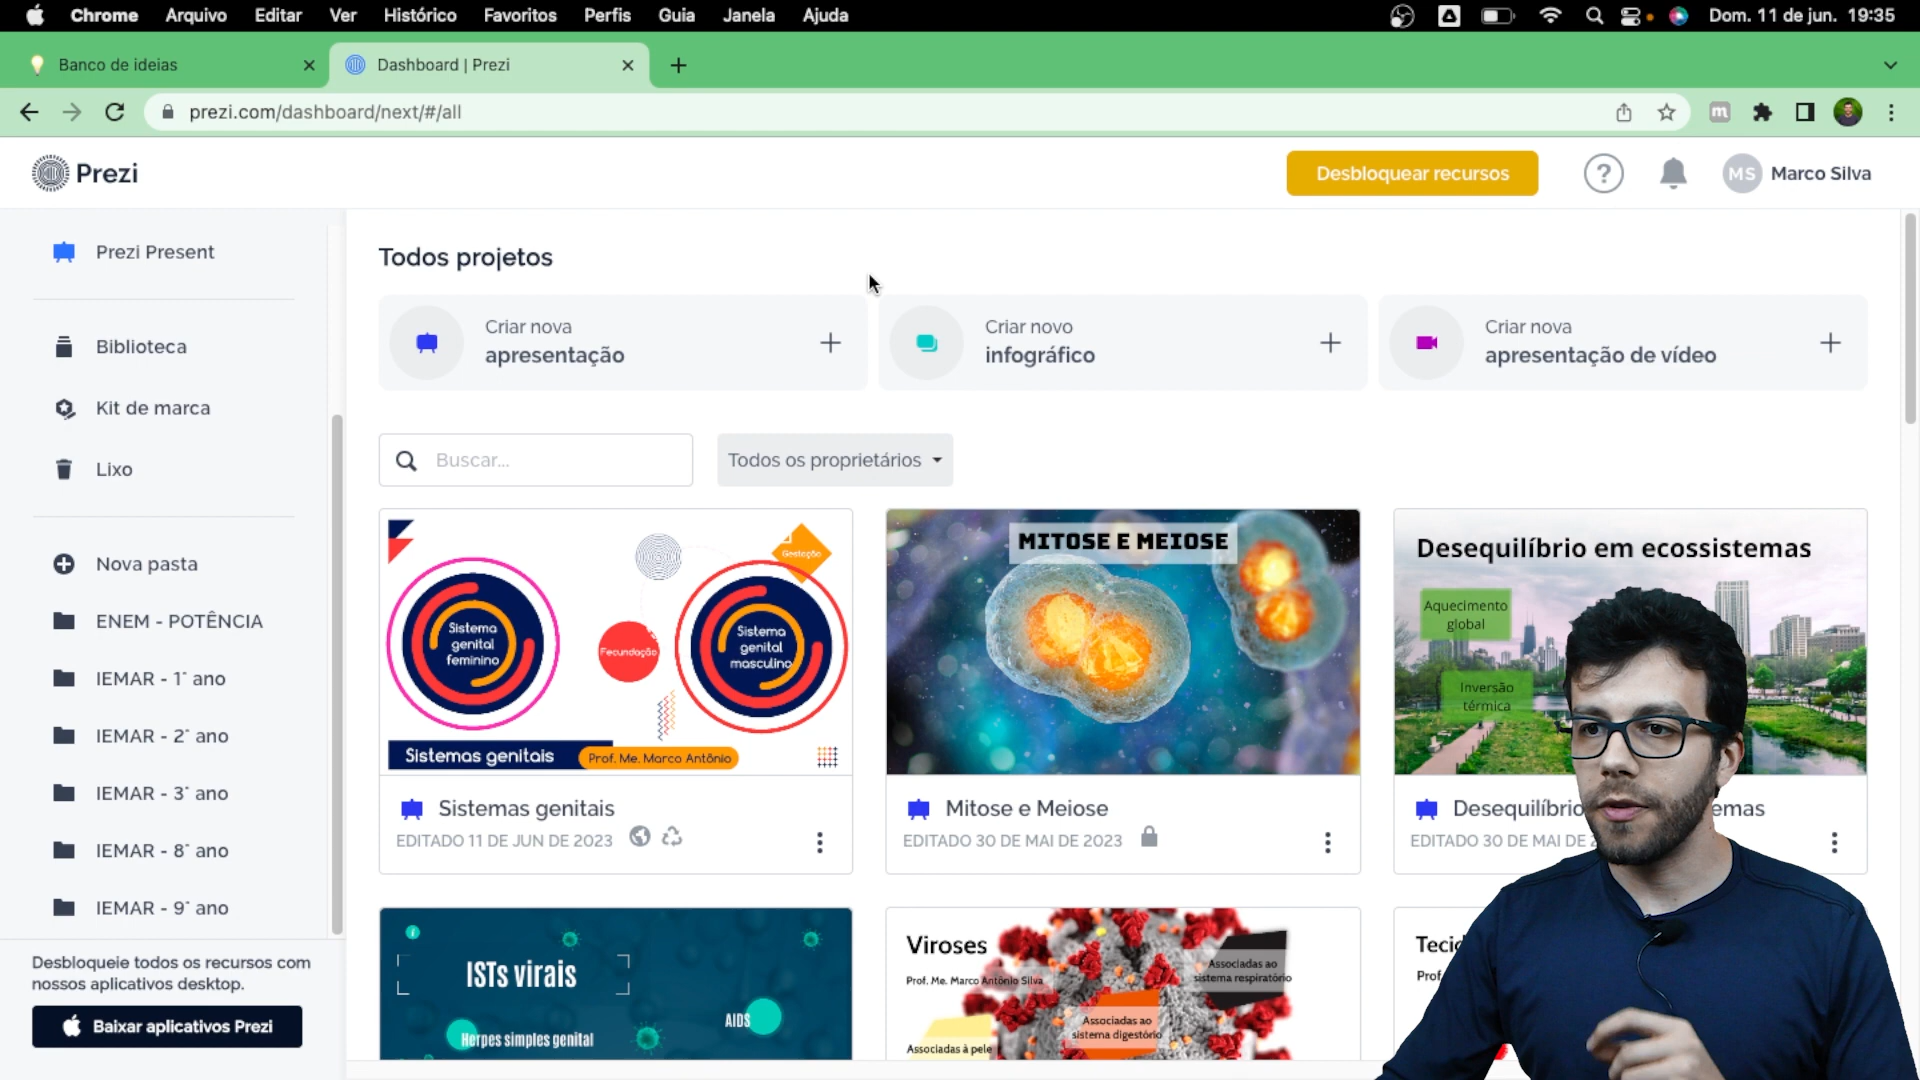 Chrome Arquivo Editar Ver Histórico Favoritos Perfis Guia Janela Ajuda
Dom. 11 de jun. 19:35
Banco de ideias
Dashboard | Prezi
prezi.com/dashboard/next/#/all
m
Prezi
Desbloquear recursos
?
MS
Marco Silva
Prezi Present
Biblioteca
Kit de marca
Lixo
Nova pasta
ENEM - POTÊNCIA
IEMAR - 1° ano
IEMAR - 2° ano
IEMAR - 3° ano
IEMAR - 8° ano
IEMAR - 9° ano
Desbloqueie todos os recursos com
nossos aplicativos desktop.
Baixar aplicativos Prezi
Todos projetos
Criar nova
apresentação
Criar novo
infográfico
Criar nova
apresentação de vídeo
Buscar...
Todos os proprietários
Gestação
Sistema
genital
feminino
Fecundação
Sistema
genital
masculino
Sistemas genitais
Prof. Me. Marco Antônio
Sistemas genitais
EDITADO 11 DE JUN DE 2023
MITOSE E MEIOSE
Mitose e Meiose
EDITADO 30 DE MAI DE 2023
Desequilíbrio em ecossistemas
Aquecimento
global
Inversão
térmica
Desequilíbrio
EDITADO 30 DE MAI DE
ISTs virais
AIDS
Herpes simples genital
Viroses
Prof. Me. Marco Antônio Silva
Associadas ao
sistema respiratório
Associadas ao
sistema digestório
Associadas à pele
Prof.